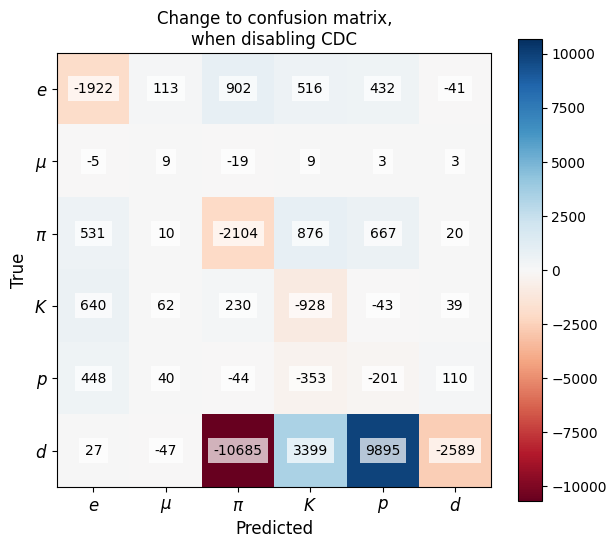 Change to confusion matrix,
when disabling CDC
e -1922 113 902 516 432 -41
μ -5 9 -19 9 3 3
π 531 10 -2104 876 667 20
K 640 62 230 -928 -43 39
p 448 40 -44 -353 -201 110
d 27 -47 -10685 3399 9895 -2589
e μ π K p d
True
Predicted
10000
7500
5000
2500
0
−2500
−5000
−7500
−10000